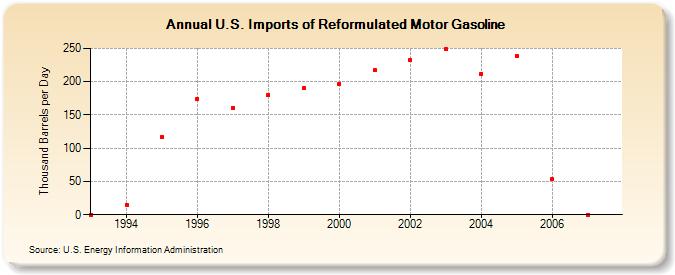 Annual U.S. Imports of Reformulated Motor Gasoline
Thousand Barrels per Day
250
200
150
100
50
0
1994 1996 1998 2000 2002 2004 2006
Source: U.S. Energy Information Administration